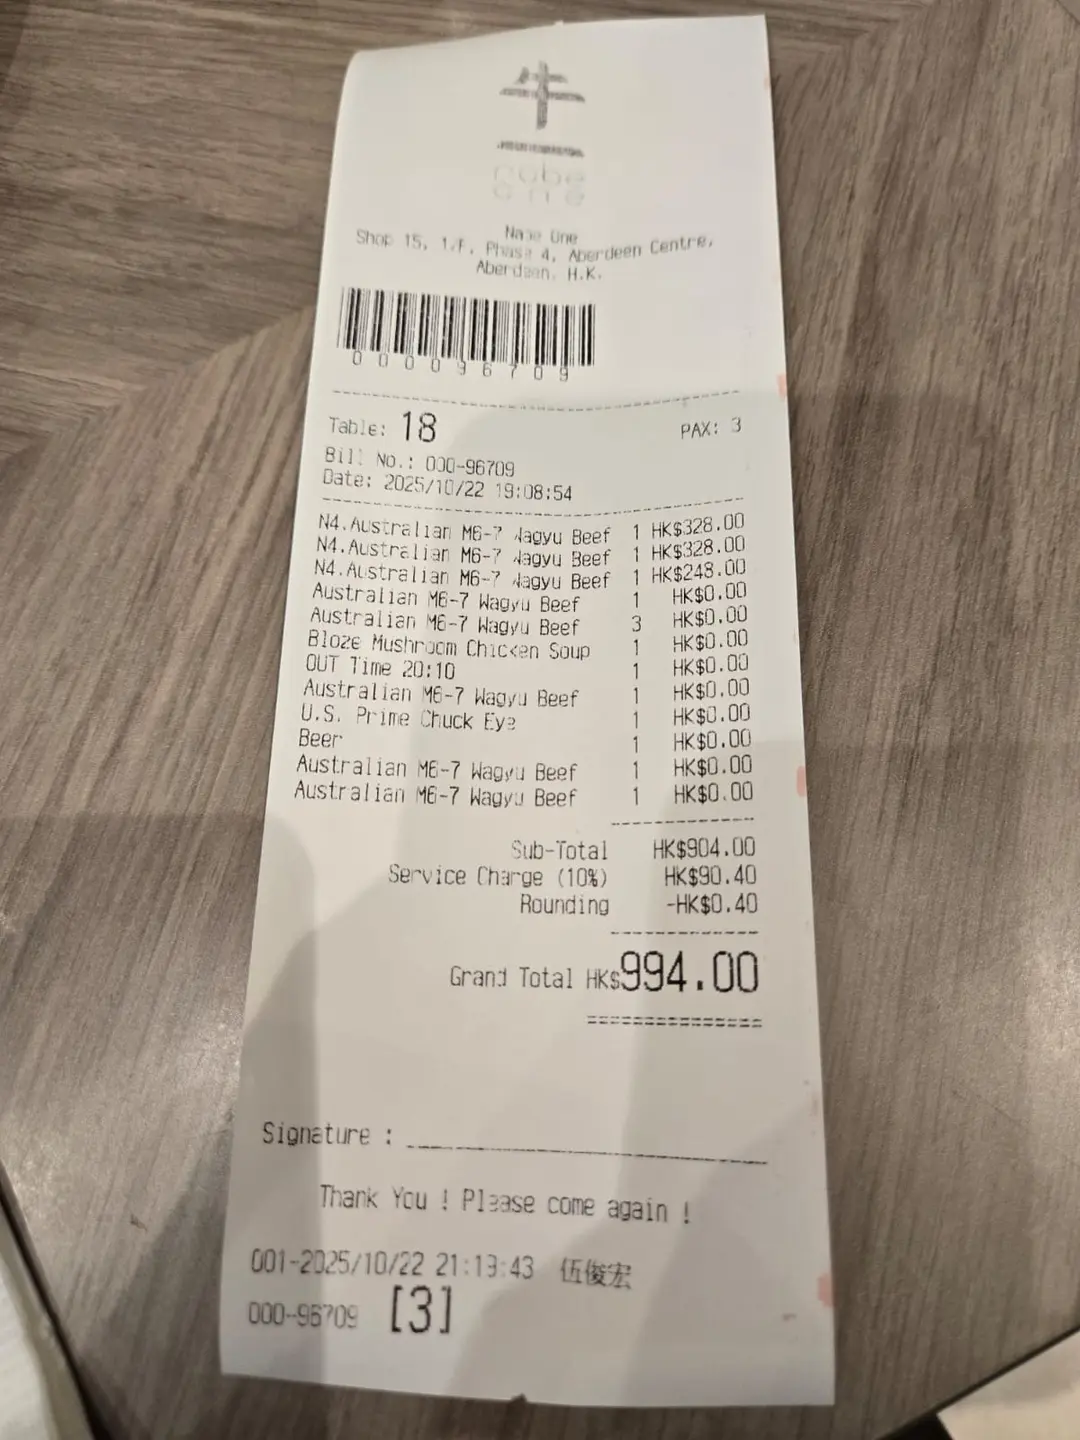 nabe
one
Nabe One
Shop 15, 1/F, Phase 4, Aberdeen Centre,
Aberdeen, H.K.
000096709
Table: 18 PAX: 3
Bill No.: 000-96709
Date: 2025/10/22 19:08:54
N4.Australian M6-7 Wagyu Beef 1 HK$328.00
N4.Australian M6-7 Wagyu Beef 1 HK$328.00
N4.Australian M6-7 Wagyu Beef 1 HK$248.00
Australian M6-7 Wagyu Beef 1 HK$0.00
Australian M6-7 Wagyu Beef 3 HK$0.00
Bloze Mushroom Chicken Soup 1 HK$0.00
OUT Time 20:10 1 HK$0.00
Australian M6-7 Wagyu Beef 1 HK$0.00
U.S. Prime Chuck Eye 1 HK$0.00
Beer 1 HK$0.00
Australian M6-7 Wagyu Beef 1 HK$0.00
Australian M6-7 Wagyu Beef 1 HK$0.00
Sub-Total HK$904.00
Service Charge (10%) HK$90.40
Rounding -HK$0.40
Grand Total HK$994.00
Signature :
Thank You ! Please come again !
001-2025/10/22 21:13:43 伍俊宏
000-96709 [3]